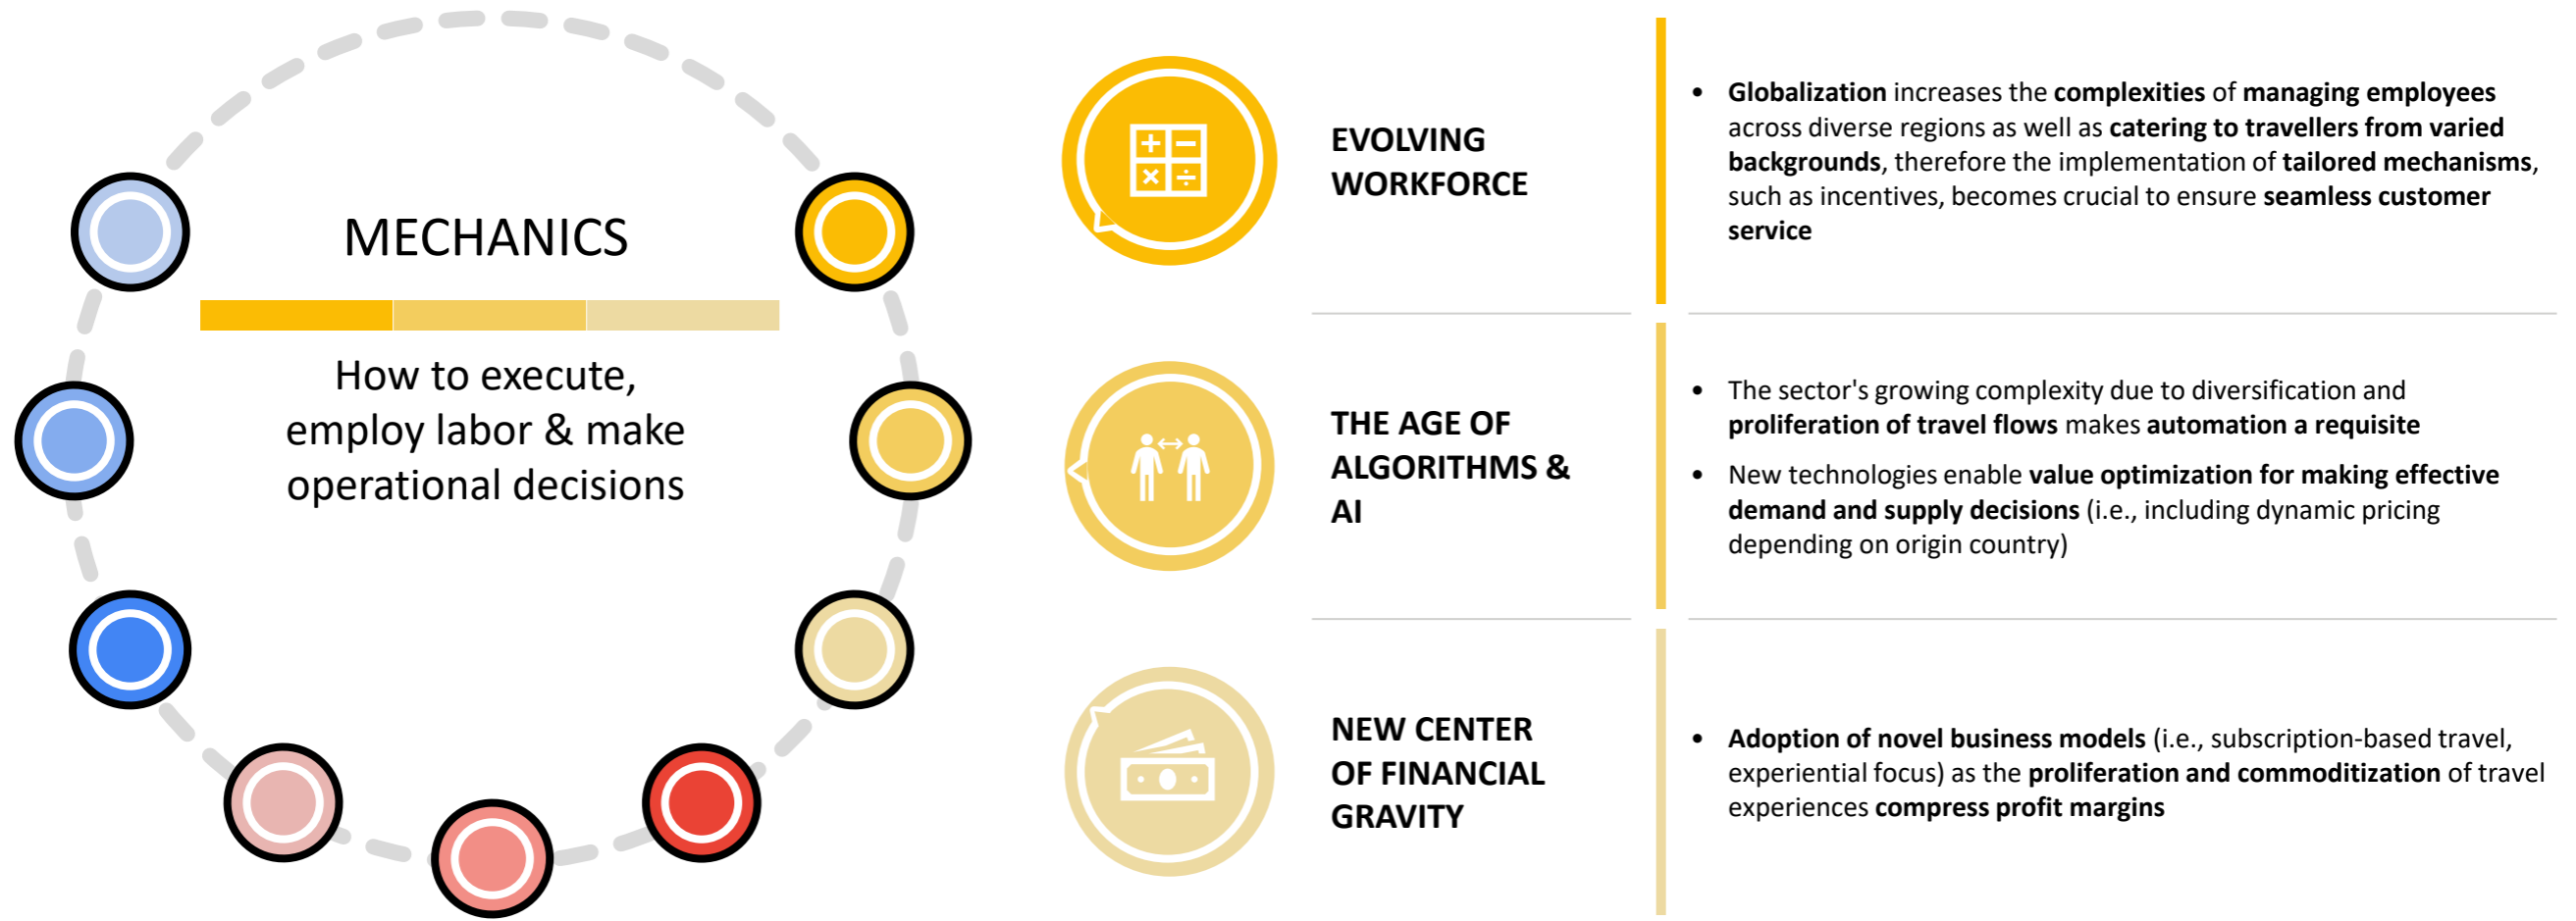 MECHANICS
How to execute,
employ labor & make
operational decisions
EVOLVING
WORKFORCE
• Globalization increases the complexities of managing employees
across diverse regions as well as catering to travellers from varied
backgrounds, therefore the implementation of tailored mechanisms,
such as incentives, becomes crucial to ensure seamless customer
service
THE AGE OF
ALGORITHMS &
AI
• The sector's growing complexity due to diversification and
proliferation of travel flows makes automation a requisite
• New technologies enable value optimization for making effective
demand and supply decisions (i.e., including dynamic pricing
depending on origin country)
NEW CENTER
OF FINANCIAL
GRAVITY
• Adoption of novel business models (i.e., subscription-based travel,
experiential focus) as the proliferation and commoditization of travel
experiences compress profit margins